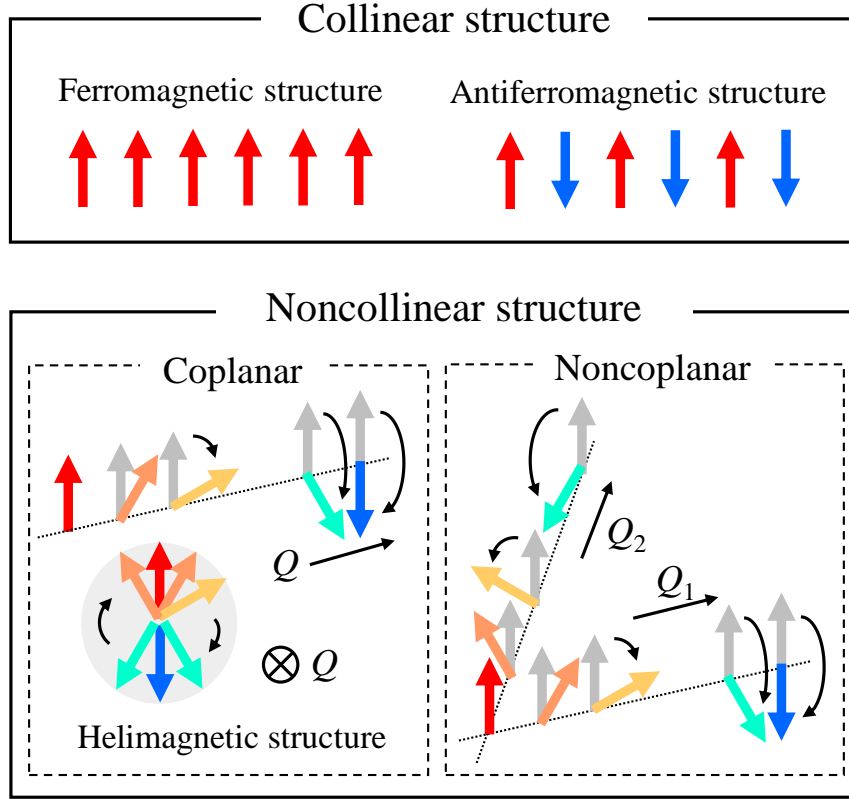 Collinear structure
Ferromagnetic structure
Antiferromagnetic structure
Noncollinear structure
Coplanar
Q
Q
Helimagnetic structure
Noncoplanar
Q2
Q1